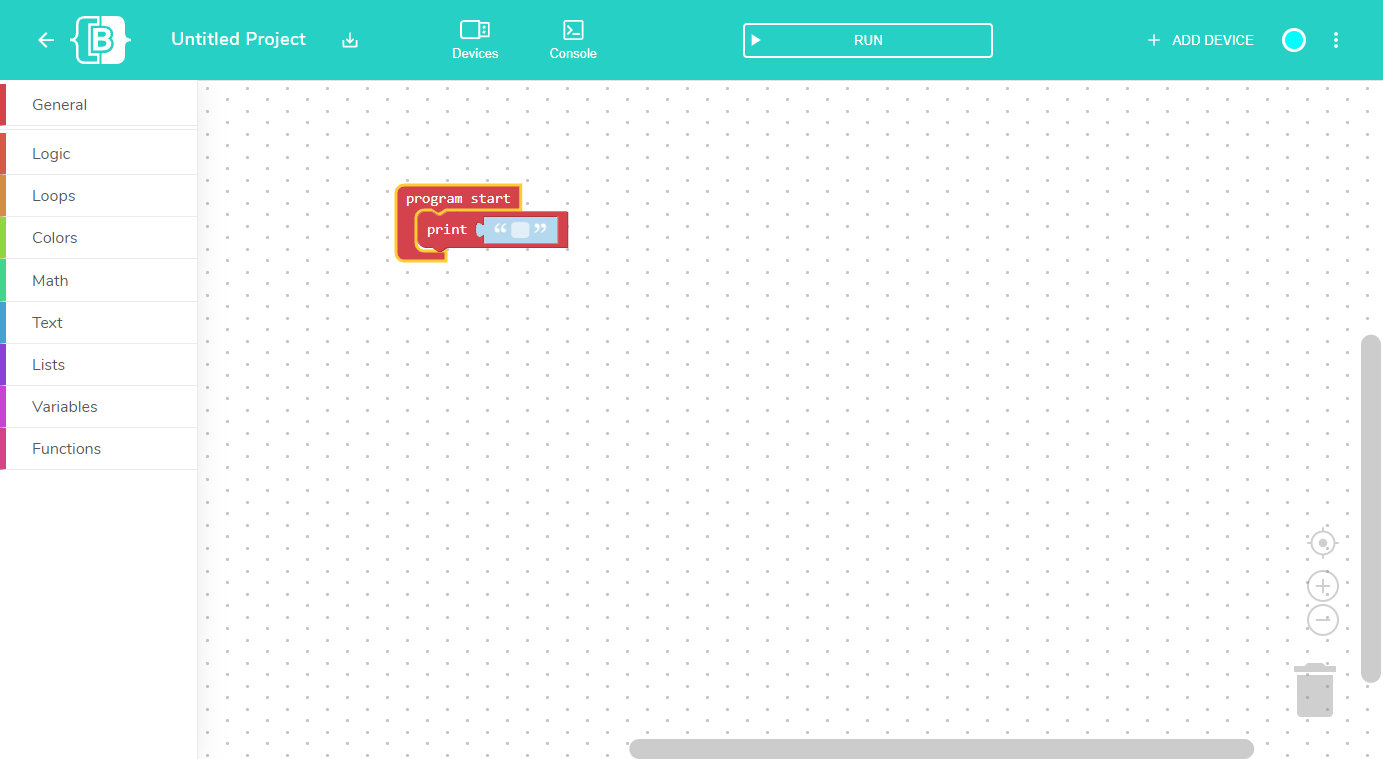 B
Untitled Project
Devices
Console
RUN
ADD DEVICE
General
Logic
Loops
Colors
Math
Text
Lists
Variables
Functions
program start
print “ ”